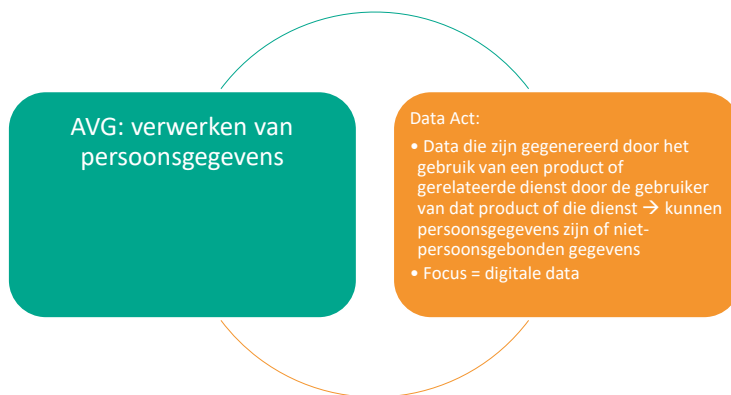 AVG: verwerken van
persoonsgegevens
Data Act:
• Data die zijn gegenereerd door het
gebruik van een product of
gerelateerde dienst door de gebruiker
van dat product of die dienst → kunnen
persoonsgegevens zijn of niet-
persoonsgebonden gegevens
• Focus = digitale data